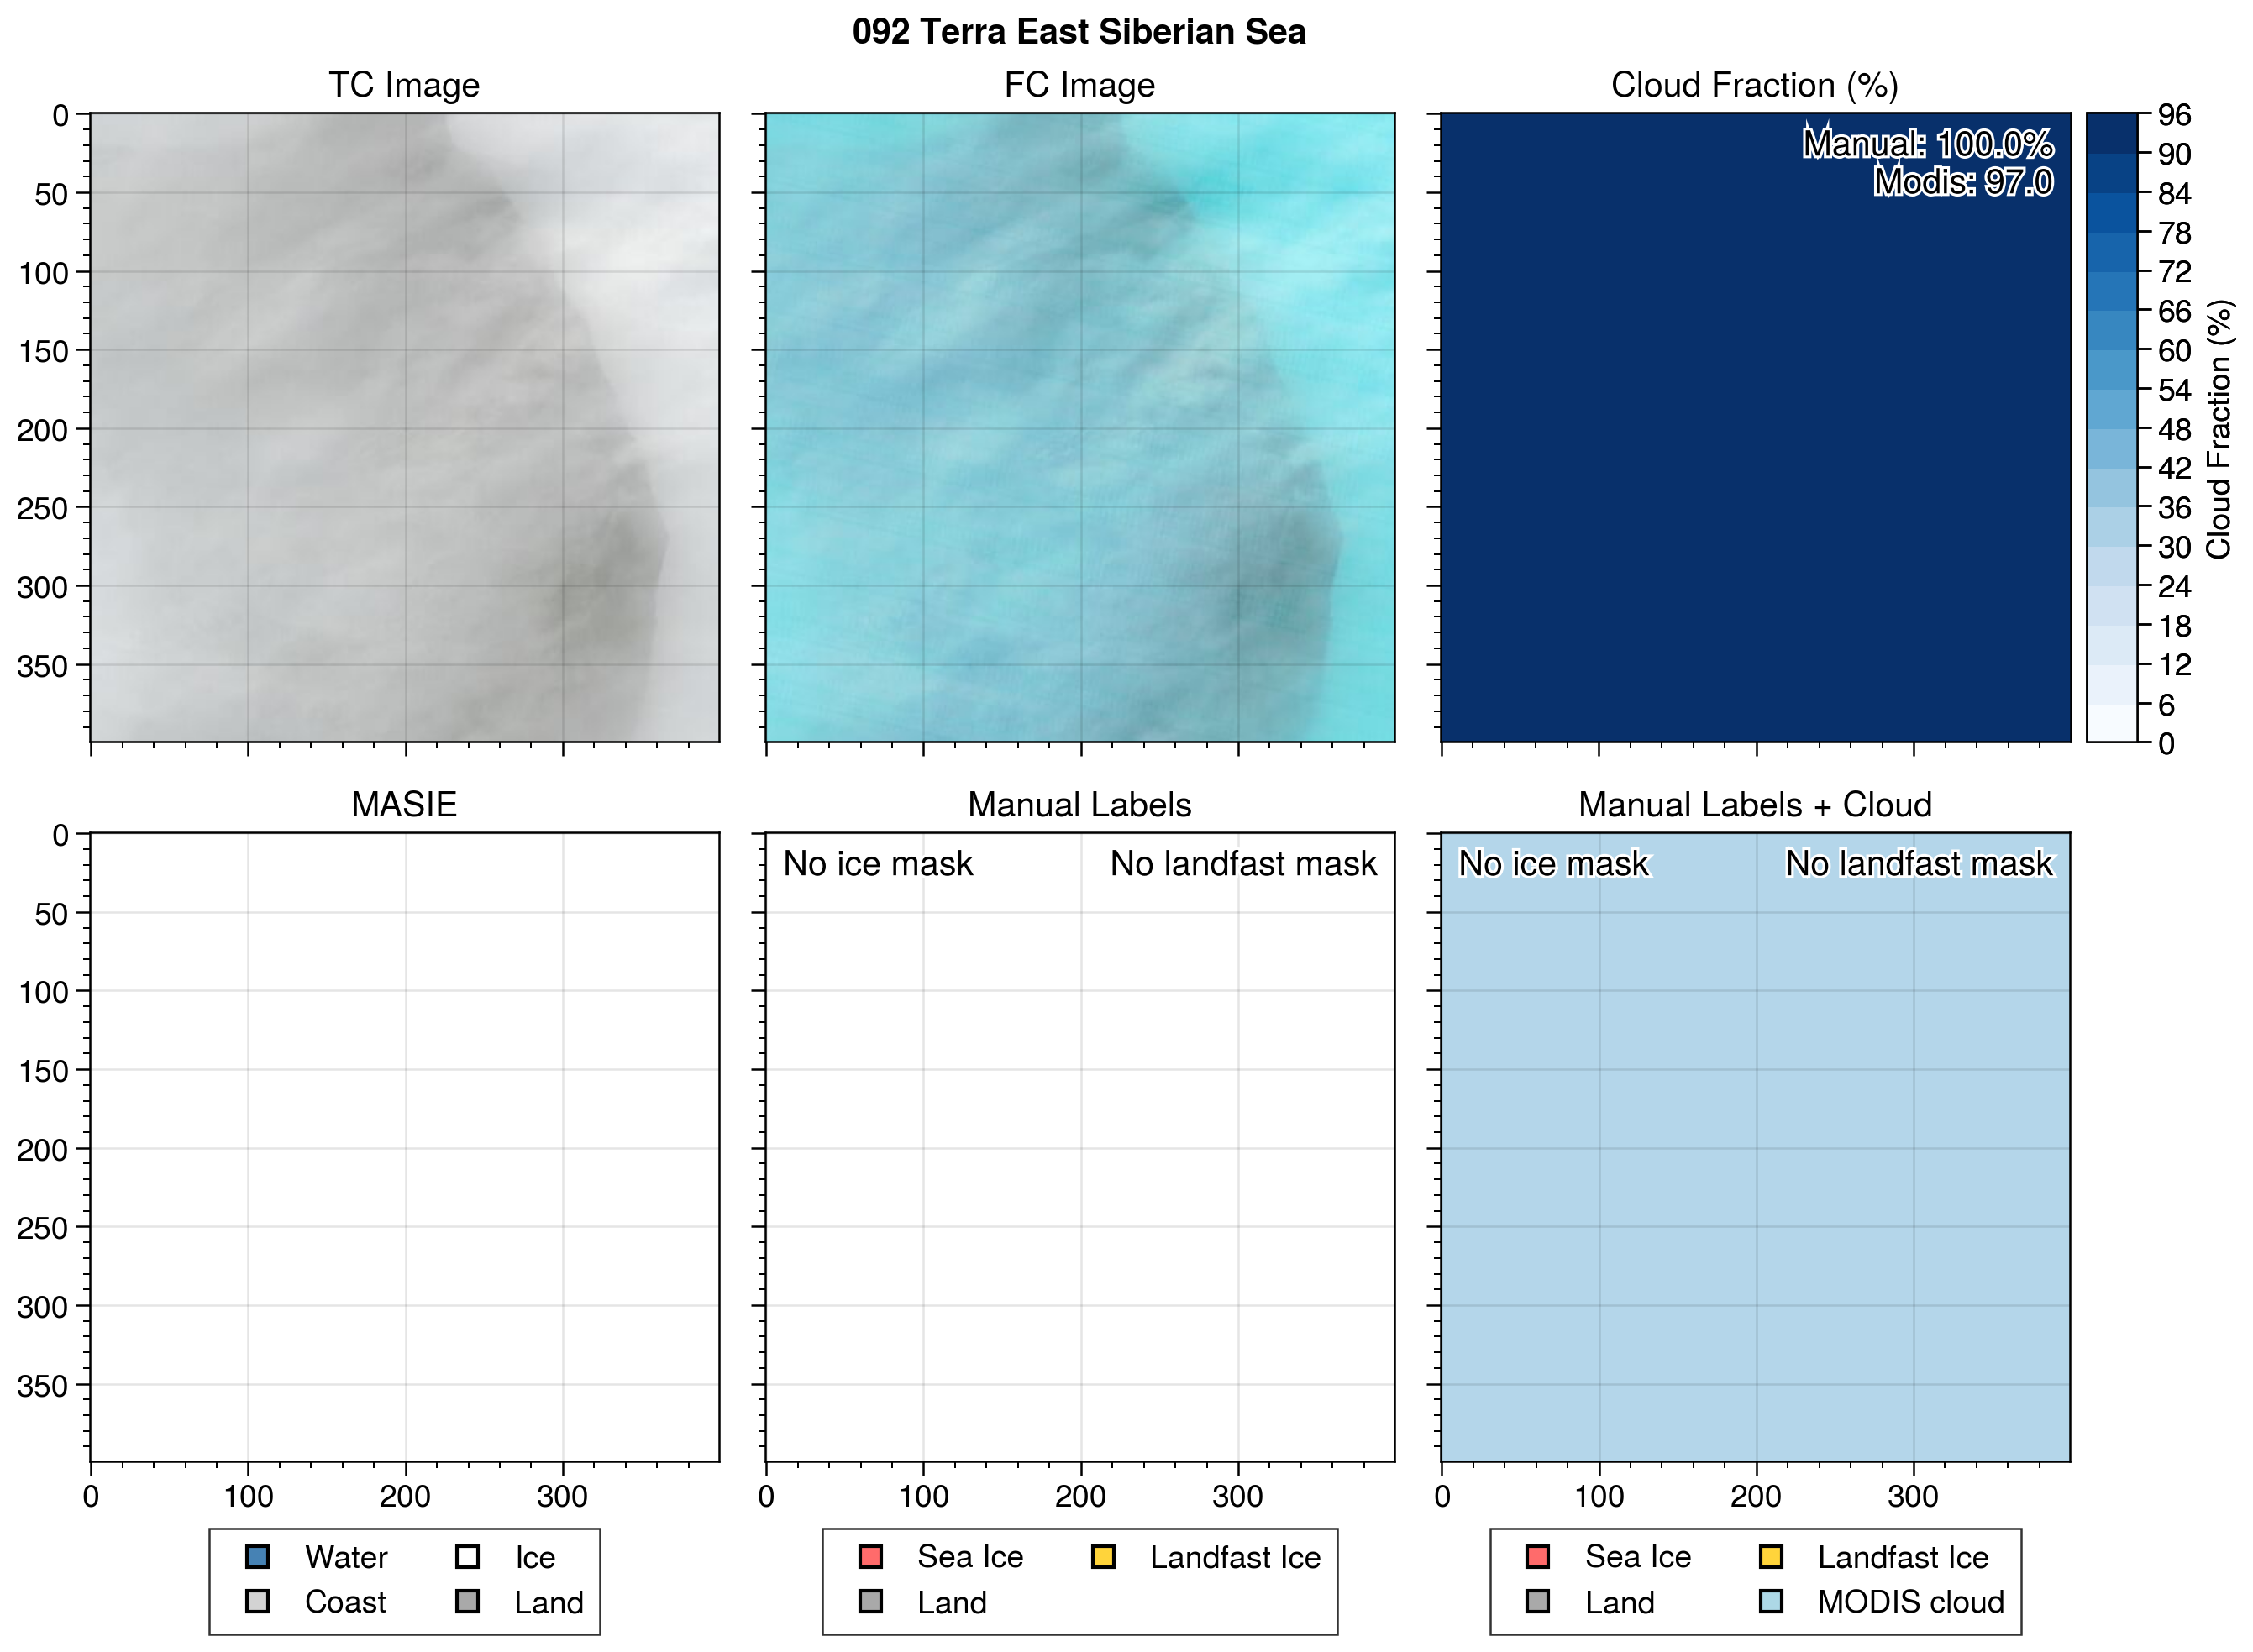 092 Terra East Siberian Sea
TC Image
FC Image
Cloud Fraction (%)
0
50
100
150
200
250
300
350
Manual: 100.0%
Modis: 97.0
96
90
84
78
72
66
60
54
48
42
36
30
24
18
12
6
0
Cloud Fraction (%)
MASIE
Manual Labels
Manual Labels + Cloud
0
50
100
150
200
250
300
350
No ice mask
No landfast mask
No ice mask
No landfast mask
0 100 200 300
0 100 200 300
0 100 200 300
Water Ice
Coast Land
Sea Ice Landfast Ice
Land
Sea Ice Landfast Ice
Land MODIS cloud